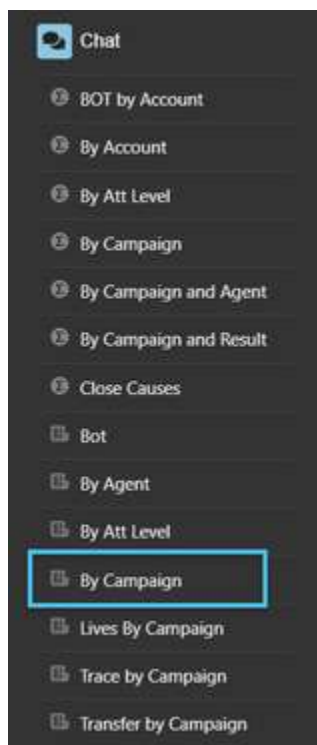 Chat
BOT by Account
By Account
By Att Level
By Campaign
By Campaign and Agent
By Campaign and Result
Close Causes
Bot
By Agent
By Att Level
By Campaign
Lives By Campaign
Trace by Campaign
Transfer by Campaign